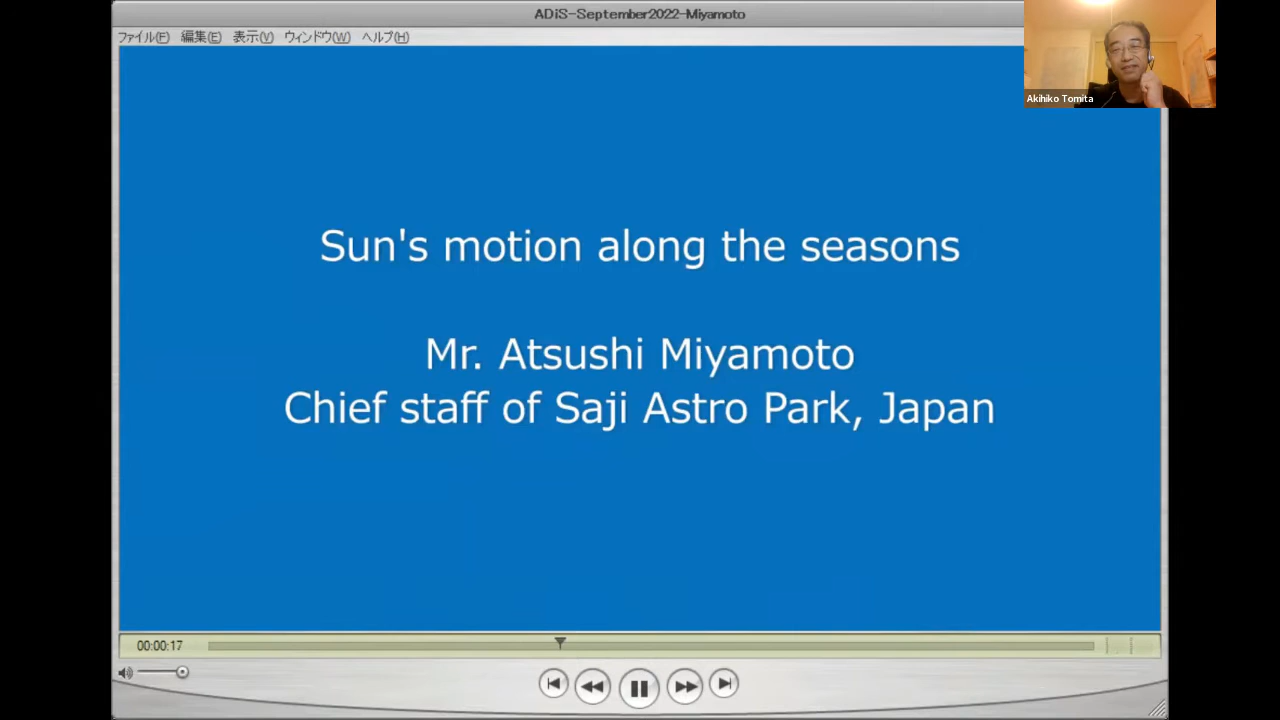 ADiS-September2022-Miyamoto
ファイル(F) 編集(E) 表示(V) ウィンドウ(W) ヘルプ(H)
Akihiko Tomita
Sun's motion along the seasons
Mr. Atsushi Miyamoto
Chief staff of Saji Astro Park, Japan
00:00:17